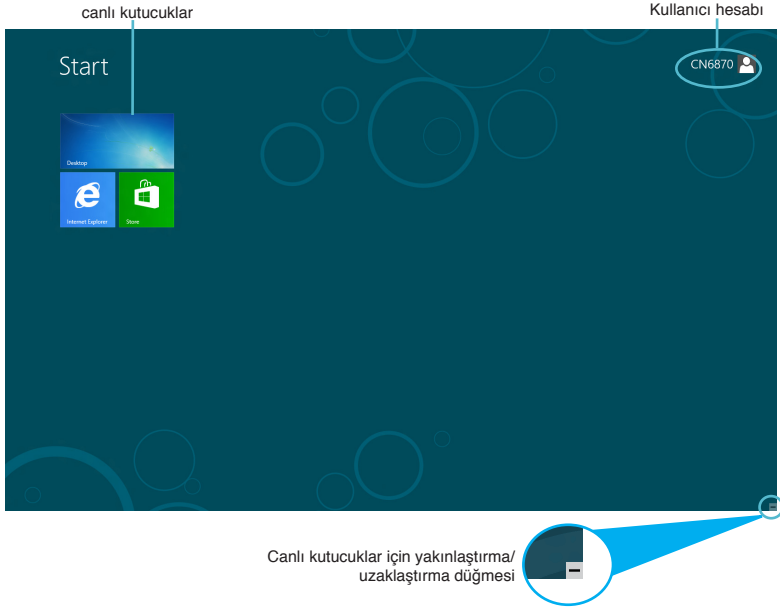 canlı kutucuklar
Kullanıcı hesabı
Start
CN6870
Desktop
Internet Explorer
Store
Canlı kutucuklar için yakınlaştırma/
uzaklaştırma düğmesi